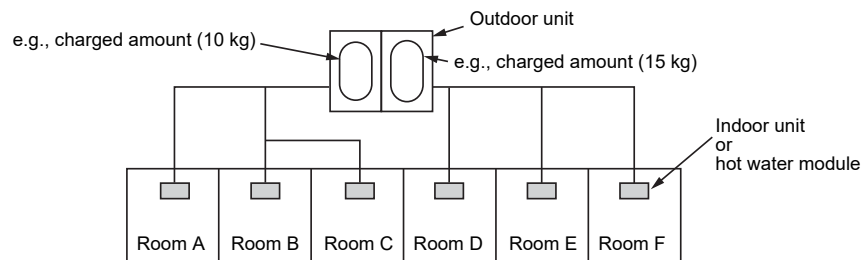 Outdoor unit
e.g., charged amount (10 kg)
e.g., charged amount (15 kg)
Indoor unit
or
hot water module
Room A Room B Room C Room D Room E Room F